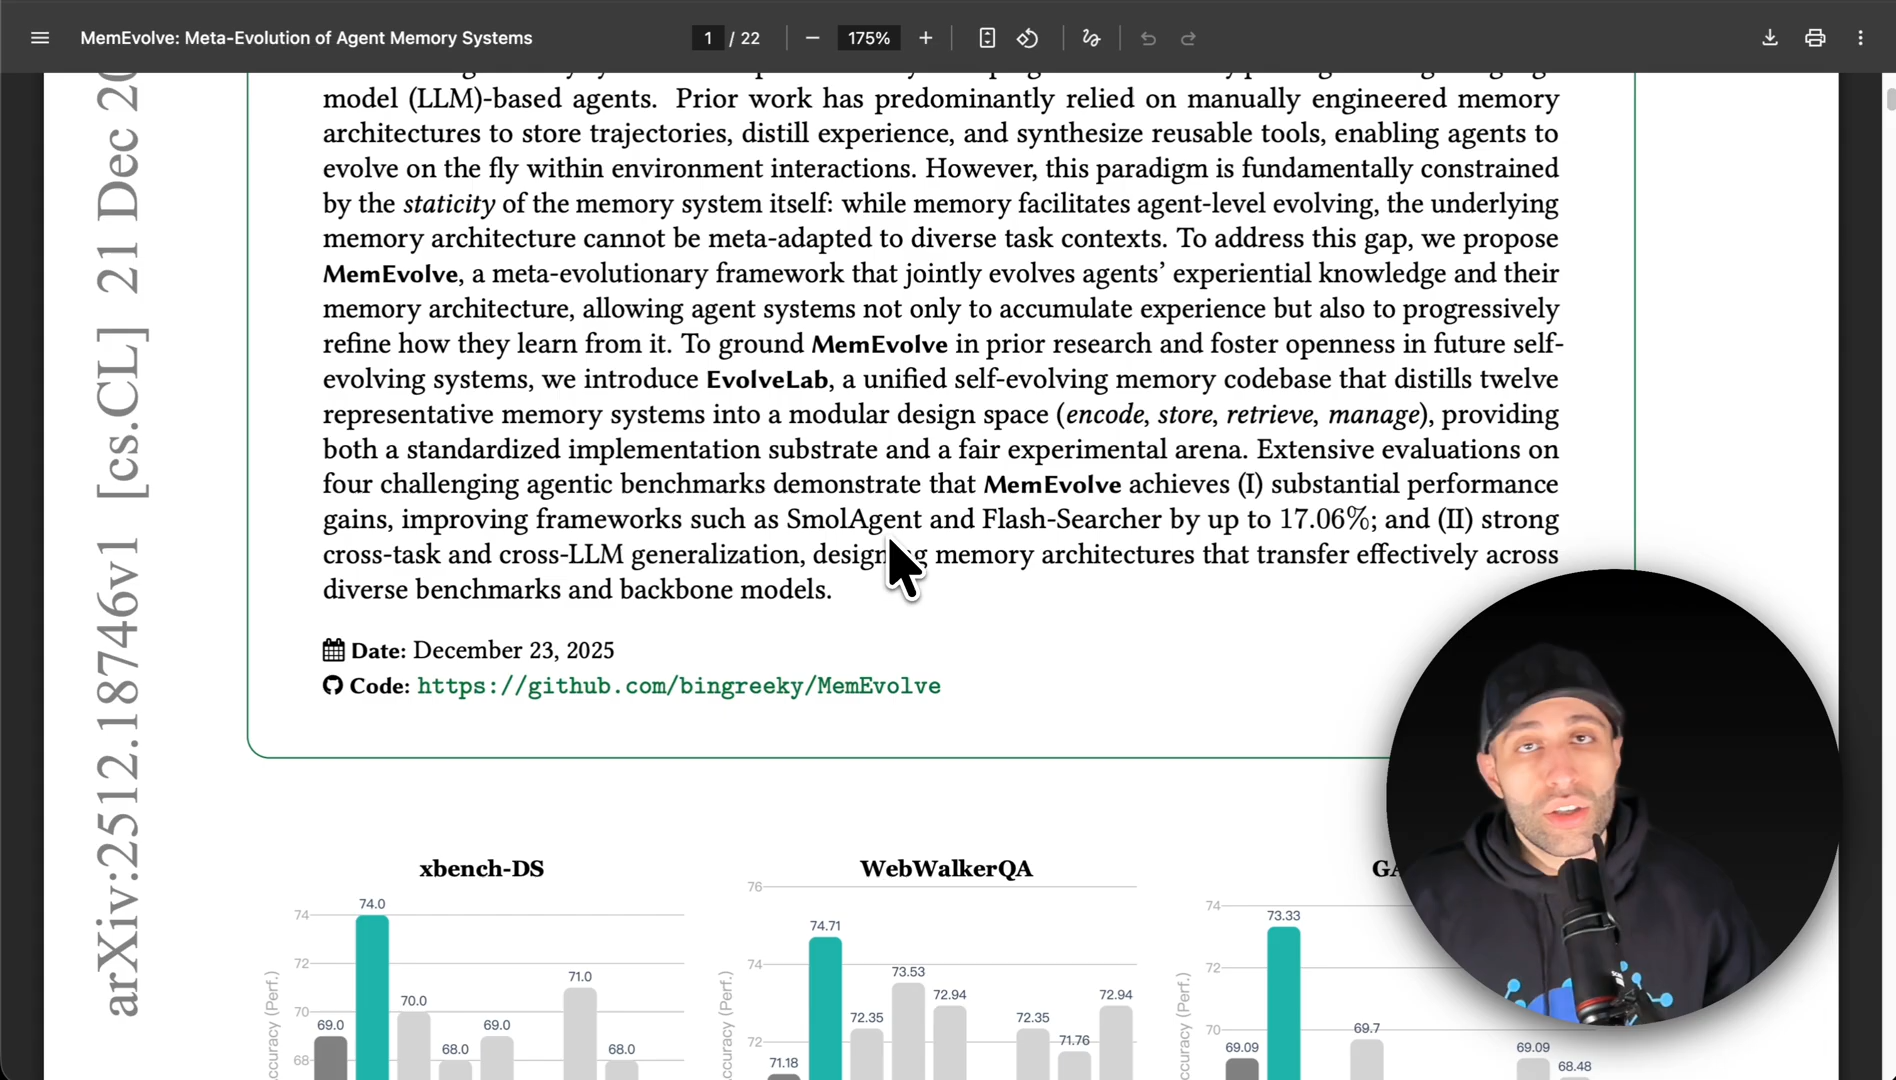 MemEvolve: Meta-Evolution of Agent Memory Systems
1 / 22
175%
arXiv:2512.18746v1 [cs.CL] 21 Dec 20
model (LLM)-based agents. Prior work has predominantly relied on manually engineered memory
architectures to store trajectories, distill experience, and synthesize reusable tools, enabling agents to
evolve on the fly within environment interactions. However, this paradigm is fundamentally constrained
by the staticity of the memory system itself: while memory facilitates agent-level evolving, the underlying
memory architecture cannot be meta-adapted to diverse task contexts. To address this gap, we propose
MemEvolve, a meta-evolutionary framework that jointly evolves agents’ experiential knowledge and their
memory architecture, allowing agent systems not only to accumulate experience but also to progressively
refine how they learn from it. To ground MemEvolve in prior research and foster openness in future self-
evolving systems, we introduce EvolveLab, a unified self-evolving memory codebase that distills twelve
representative memory systems into a modular design space (encode, store, retrieve, manage), providing
both a standardized implementation substrate and a fair experimental arena. Extensive evaluations on
four challenging agentic benchmarks demonstrate that MemEvolve achieves (I) substantial performance
gains, improving frameworks such as SmolAgent and Flash-Searcher by up to 17.06%; and (II) strong
cross-task and cross-LLM generalization, designing memory architectures that transfer effectively across
diverse benchmarks and backbone models.
Date: December 23, 2025
Code: https://github.com/bingreeky/MemEvolve
xbench-DS
74
72
70
68
ccuracy (Perf.)
69.0
74.0
70.0
68.0
69.0
71.0
68.0
WebWalkerQA
76
74
72
ccuracy (Perf.)
71.18
74.71
72.35
73.53
72.94
72.35
71.76
72.94
GA
74
72
70
ccuracy (Perf.)
69.09
73.33
69.7
69.09
68.48